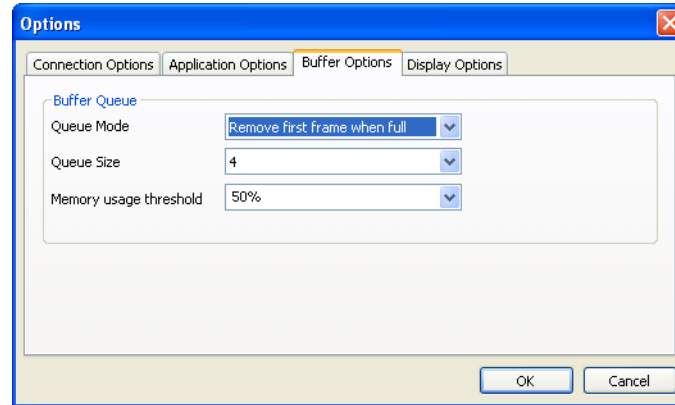 Options
Connection Options Application Options Buffer Options Display Options
Buffer Queue
Queue Mode Remove first frame when full
Queue Size 4
Memory usage threshold 50%
OK Cancel